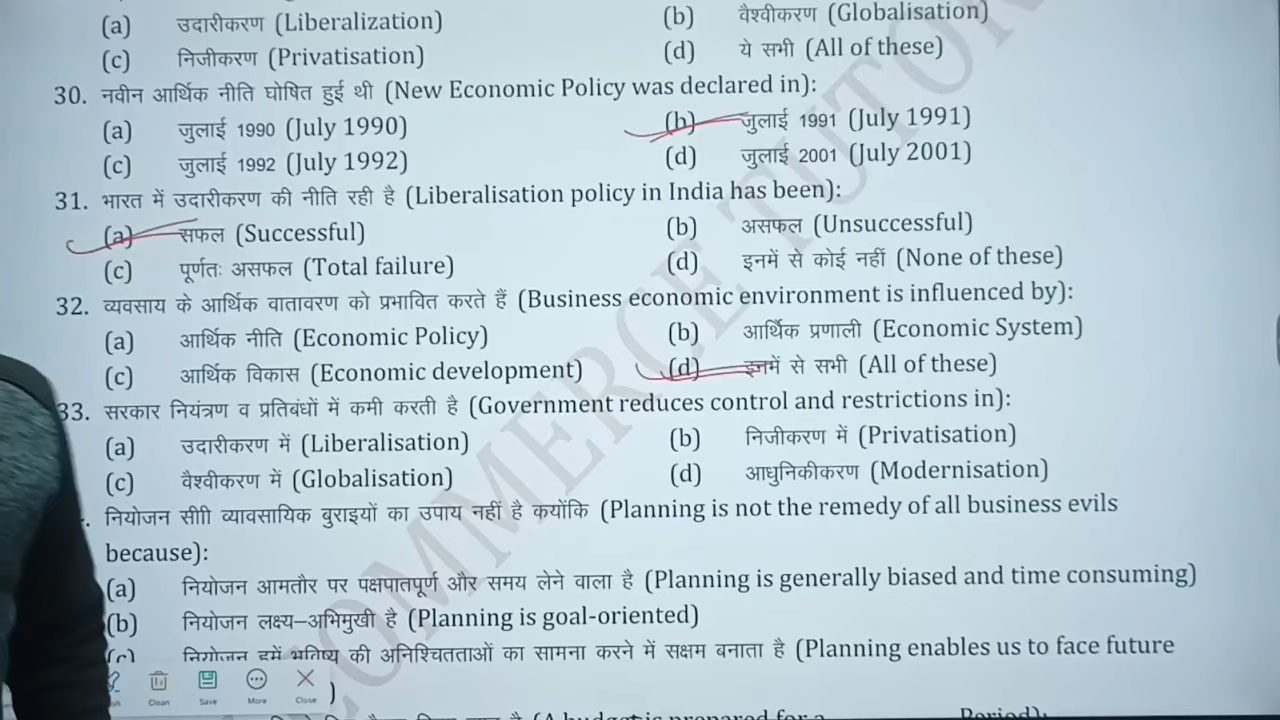 (a) उदारीकरण (Liberalization) (b) वैश्वीकरण (Globalisation)
(c) निजीकरण (Privatisation) (d) ये सभी (All of these)
30. नवीन आर्थिक नीति घोषित हुई थी (New Economic Policy was declared in):
(a) जुलाई 1990 (July 1990) (b) जुलाई 1991 (July 1991)
(c) जुलाई 1992 (July 1992) (d) जुलाई 2001 (July 2001)
31. भारत में उदारीकरण की नीति रही है (Liberalisation policy in India has been):
(a) सफल (Successful) (b) असफल (Unsuccessful)
(c) पूर्णतः असफल (Total failure) (d) इनमें से कोई नहीं (None of these)
32. व्यवसाय के आर्थिक वातावरण को प्रभावित करते हैं (Business economic environment is influenced by):
(a) आर्थिक नीति (Economic Policy) (b) आर्थिक प्रणाली (Economic System)
(c) आर्थिक विकास (Economic development) (d) इनमें से सभी (All of these)
33. सरकार नियंत्रण व प्रतिबंधों में कमी करती है (Government reduces control and restrictions in):
(a) उदारीकरण में (Liberalisation) (b) निजीकरण में (Privatisation)
(c) वैश्वीकरण में (Globalisation) (d) आधुनिकीकरण (Modernisation)
. नियोजन सीाी व्यावसायिक बुराइयों का उपाय नहीं है क्योंकि (Planning is not the remedy of all business evils
because):
(a) नियोजन आमतौर पर पक्षपातपूर्ण और समय लेने वाला है (Planning is generally biased and time consuming)
(b) नियोजन लक्ष्य–अभिमुखी है (Planning is goal-oriented)
(c) नियोजन हमें भविष्य की अनिश्चितताओं का सामना करने में सक्षम बनाता है (Planning enables us to face future
)
Clean Save More Close
(A budget is prepared for a Period):
COMMERCE TUTOR